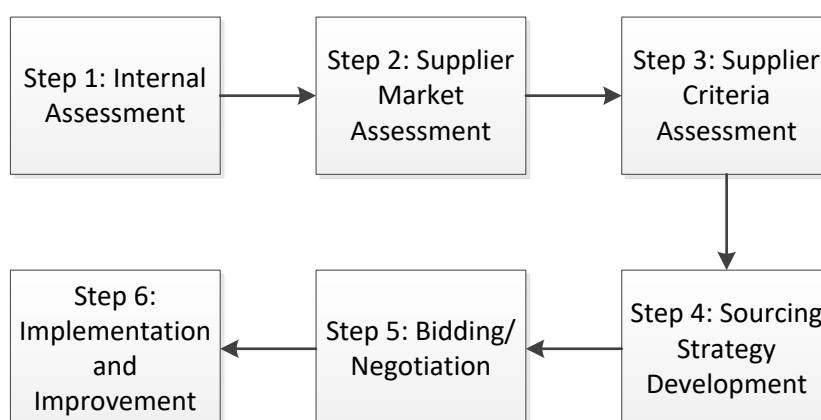 Step 1: Internal
Assessment
Step 2: Supplier
Market
Assessment
Step 3: Supplier
Criteria
Assessment
Step 4: Sourcing
Strategy
Development
Step 5: Bidding/
Negotiation
Step 6:
Implementation
and
Improvement